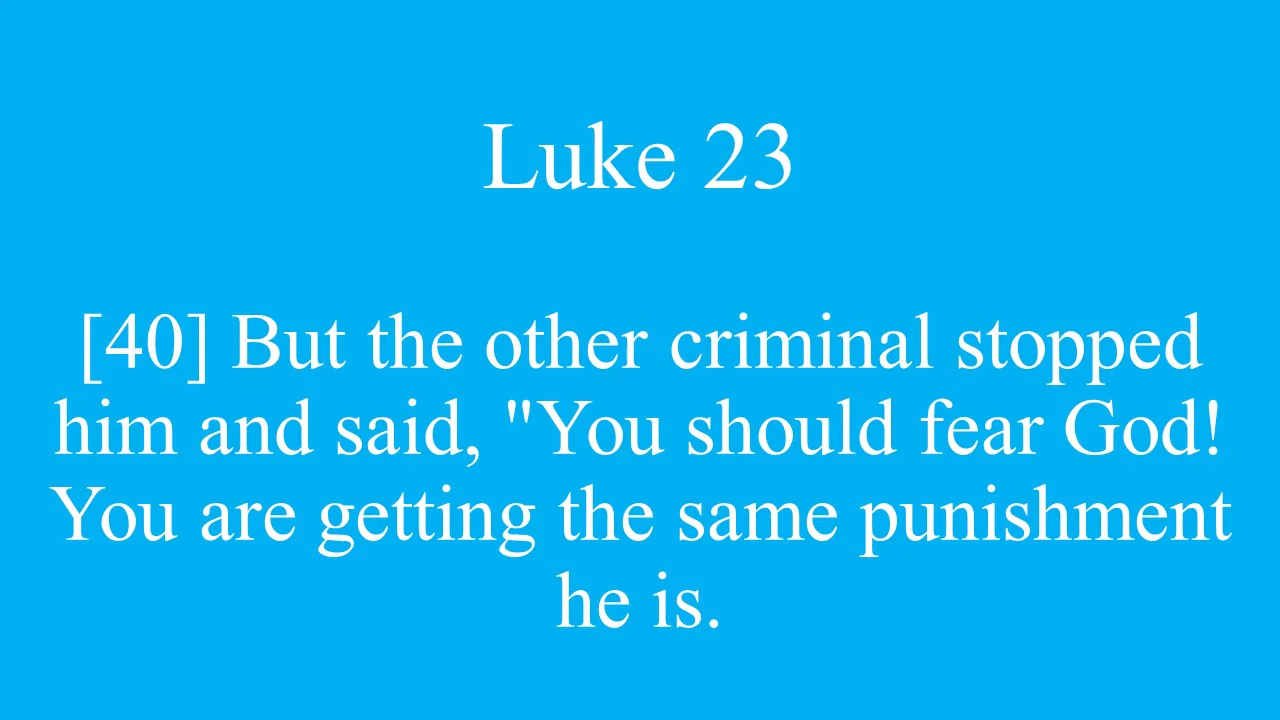 Luke 23
[40] But the other criminal stopped
him and said, "You should fear God!
You are getting the same punishment
he is.